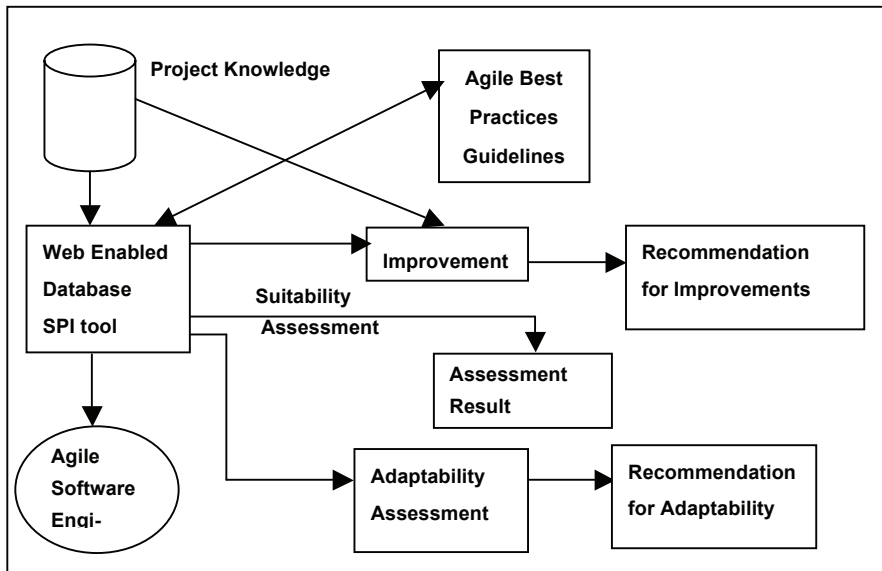 Project Knowledge
Agile Best
Practices
Guidelines
Web Enabled
Database
SPI tool
Improvement
Recommendation
for Improvements
Suitability
Assessment
Assessment
Result
Agile
Software
Engi-
Adaptability
Assessment
Recommendation
for Adaptability